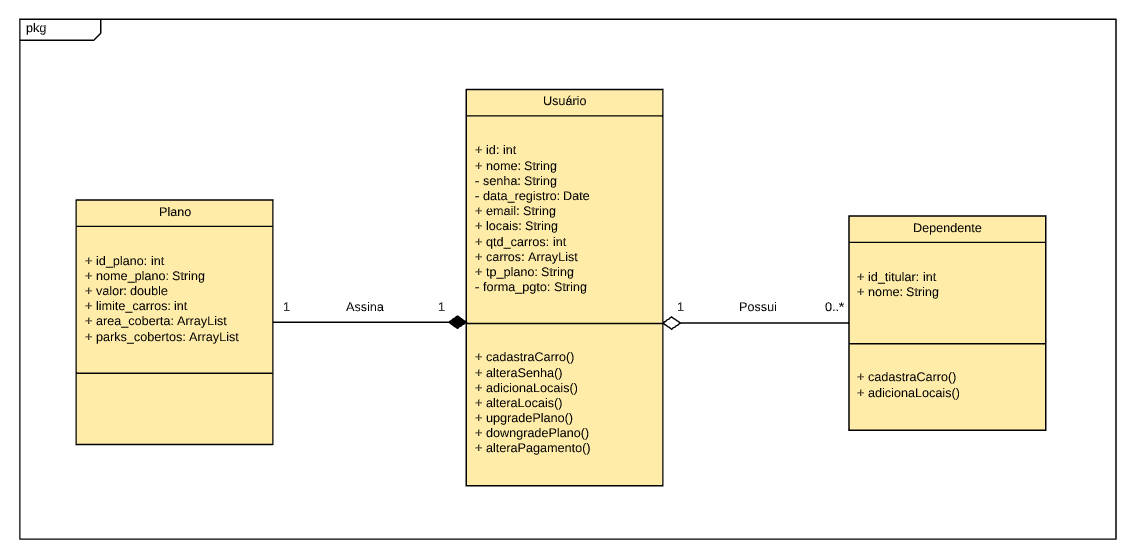 pkg
Usuário
+ id: int
+ nome: String
- senha: String
- data_registro: Date
+ email: String
+ locais: String
+ qtd_carros: int
+ carros: ArrayList
+ tp_plano: String
- forma_pgto: String
+ cadastraCarro()
+ alteraSenha()
+ adicionaLocais()
+ alteraLocais()
+ upgradePlano()
+ downgradePlano()
+ alteraPagamento()
Plano
+ id_plano: int
+ nome_plano: String
+ valor: double
+ limite_carros: int
+ area_coberta: ArrayList
+ parks_cobertos: ArrayList
1 Assina 1
1 Possui 0..*
Dependente
+ id_titular: int
+ nome: String
+ cadastraCarro()
+ adicionaLocais()